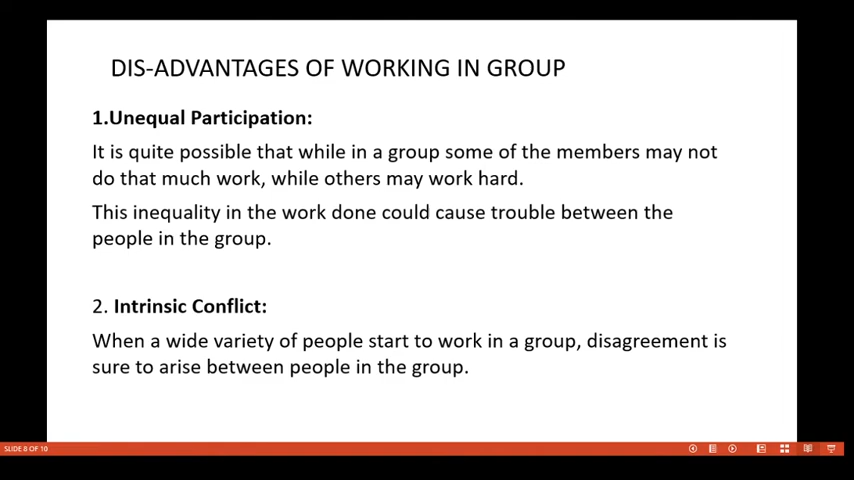 DIS-ADVANTAGES OF WORKING IN GROUP
1.Unequal Participation:
It is quite possible that while in a group some of the members may not
do that much work, while others may work hard.
This inequality in the work done could cause trouble between the
people in the group.
2. Intrinsic Conflict:
When a wide variety of people start to work in a group, disagreement is
sure to arise between people in the group.
SLIDE 8 OF 10